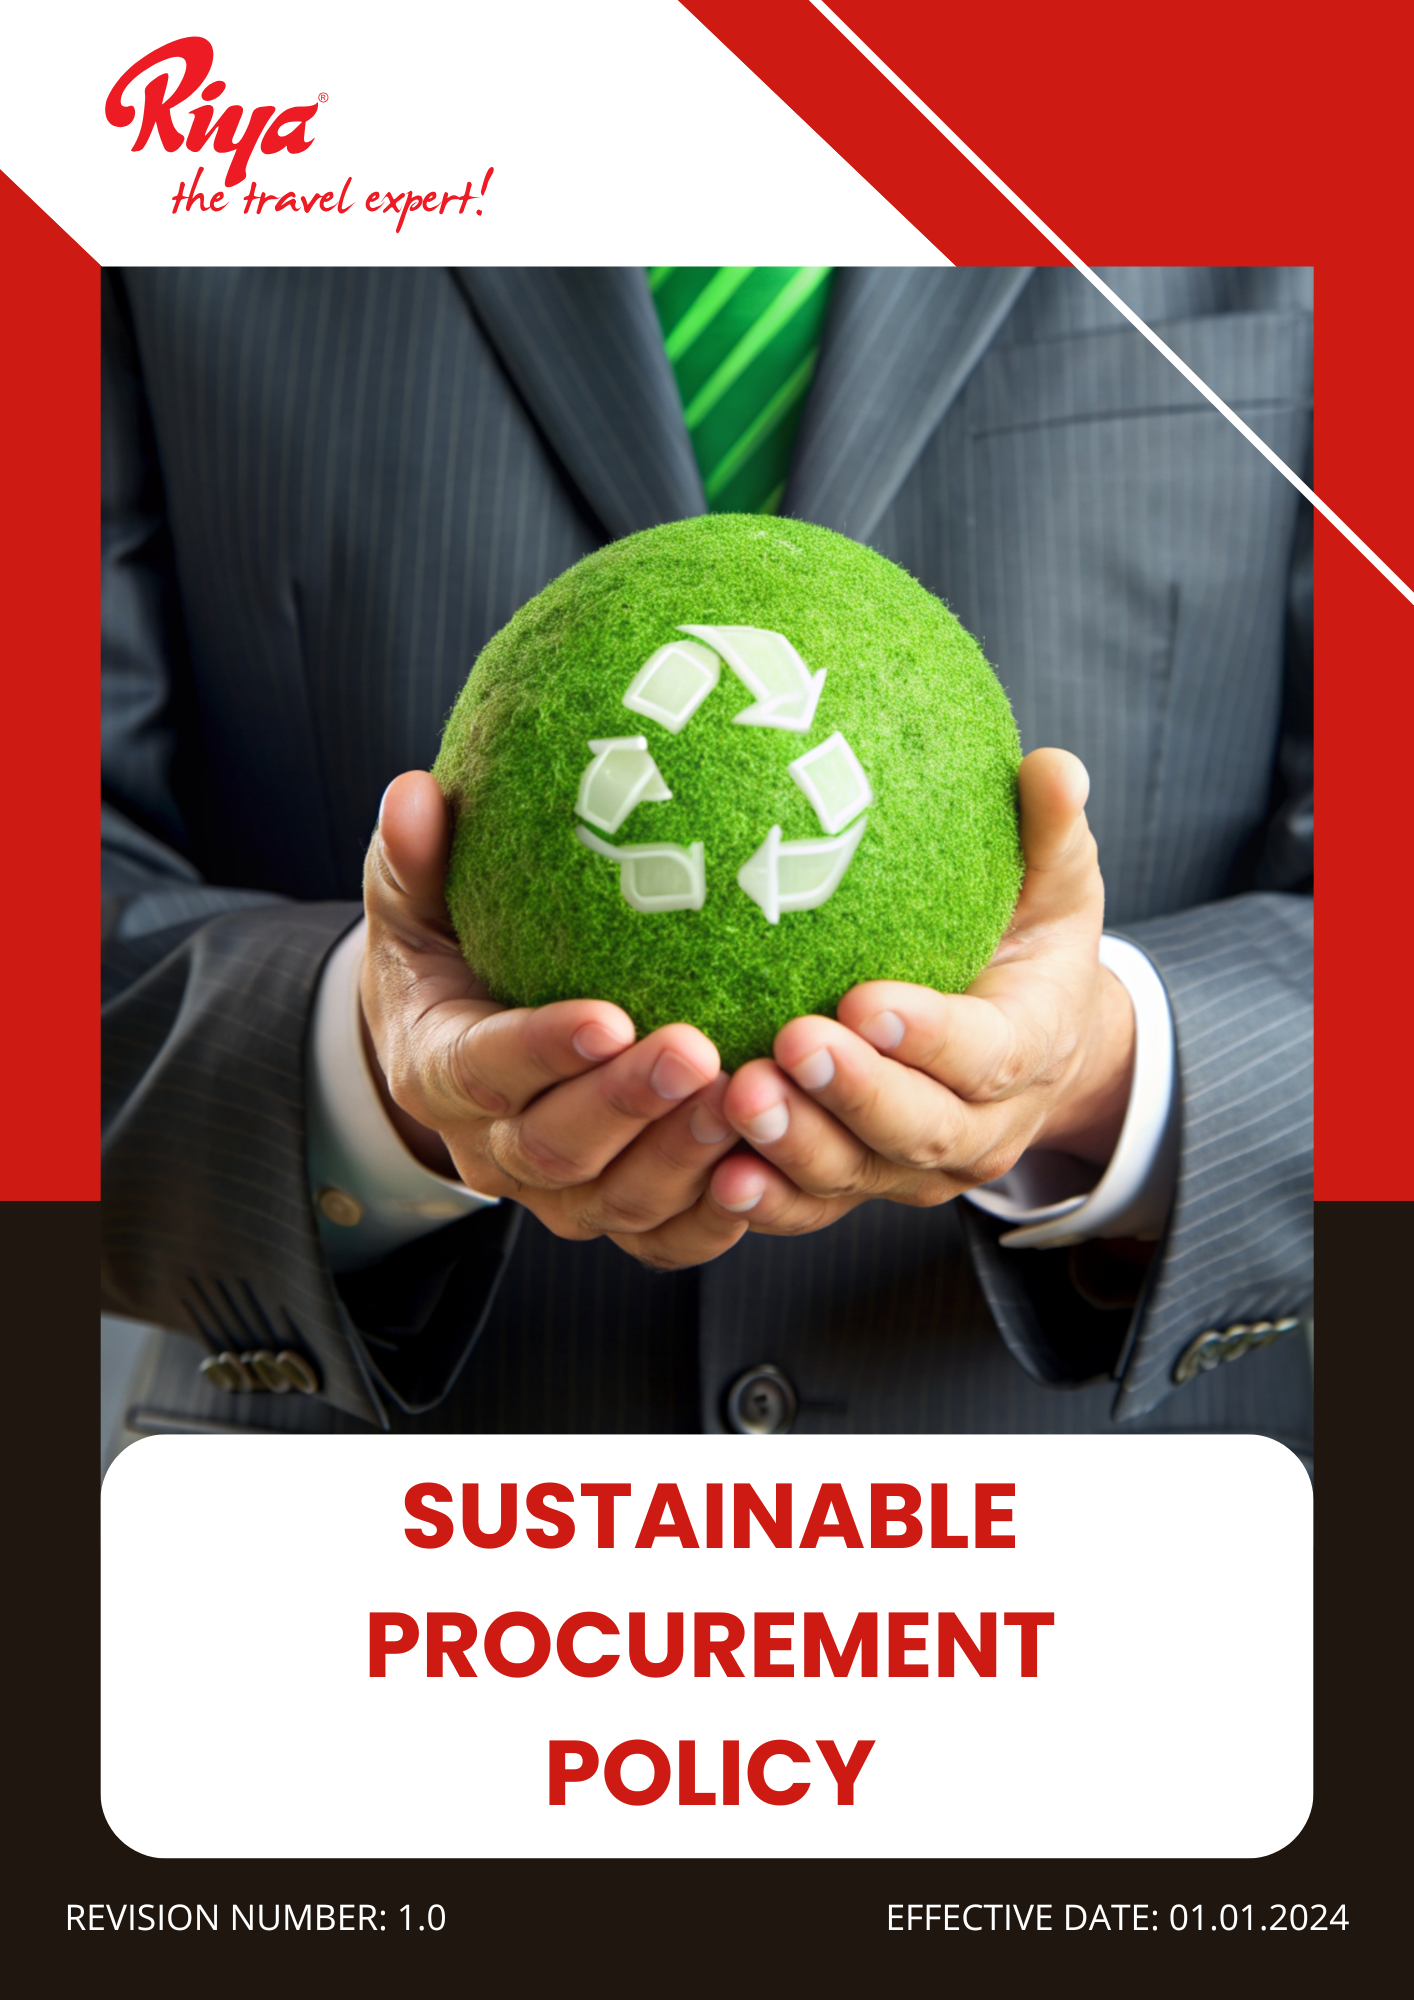 Riya®
the travel expert!
SUSTAINABLE
PROCUREMENT
POLICY
REVISION NUMBER: 1.0
EFFECTIVE DATE: 01.01.2024